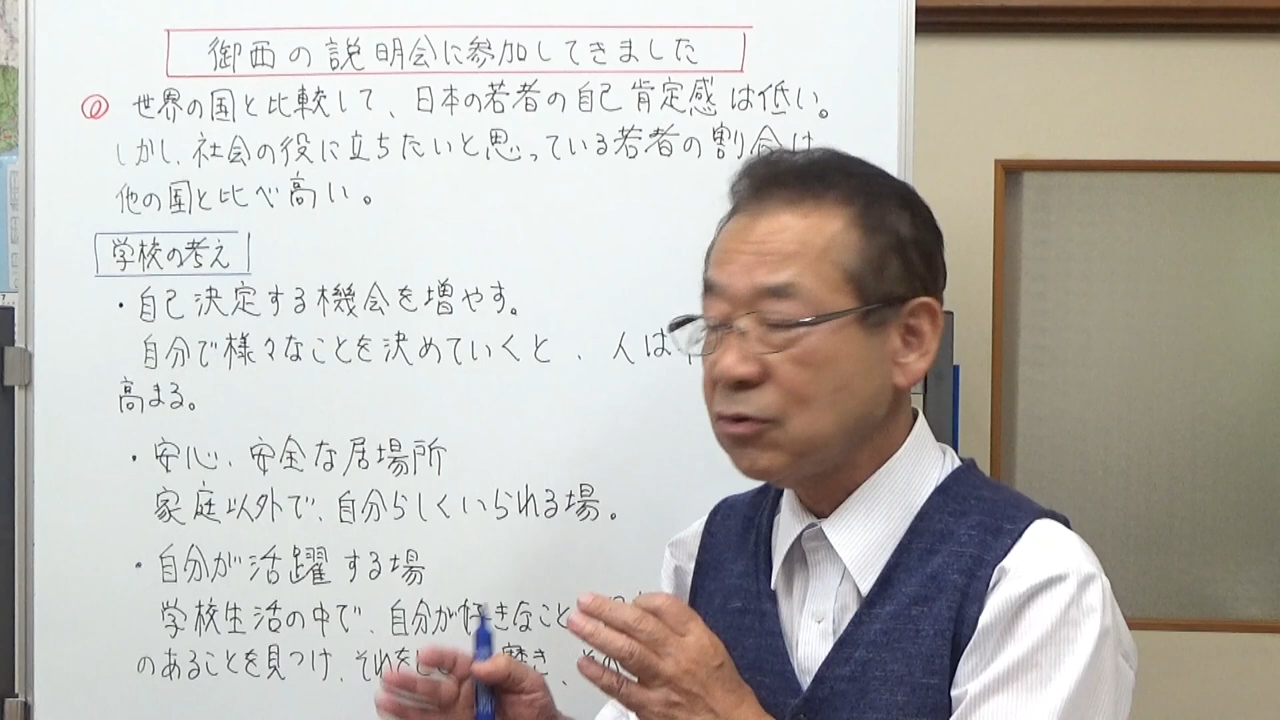 御西の説明会に参加してきました
世界の国と比較して、日本の若者の自己肯定感は低い。
しかし、社会の役に立ちたいと思っている若者の割合は
他の国と比べ高い。
学校の考え
・自己決定する機会を増やす。
自分で様々なことを決めていくと、人は
高まる。
・安心、安全な居場所
家庭以外で、自分らしくいられる場。
・自分が活躍する場
学校生活の中で、自分が好きなこと
のあることを見つけ、それを 磨き、その